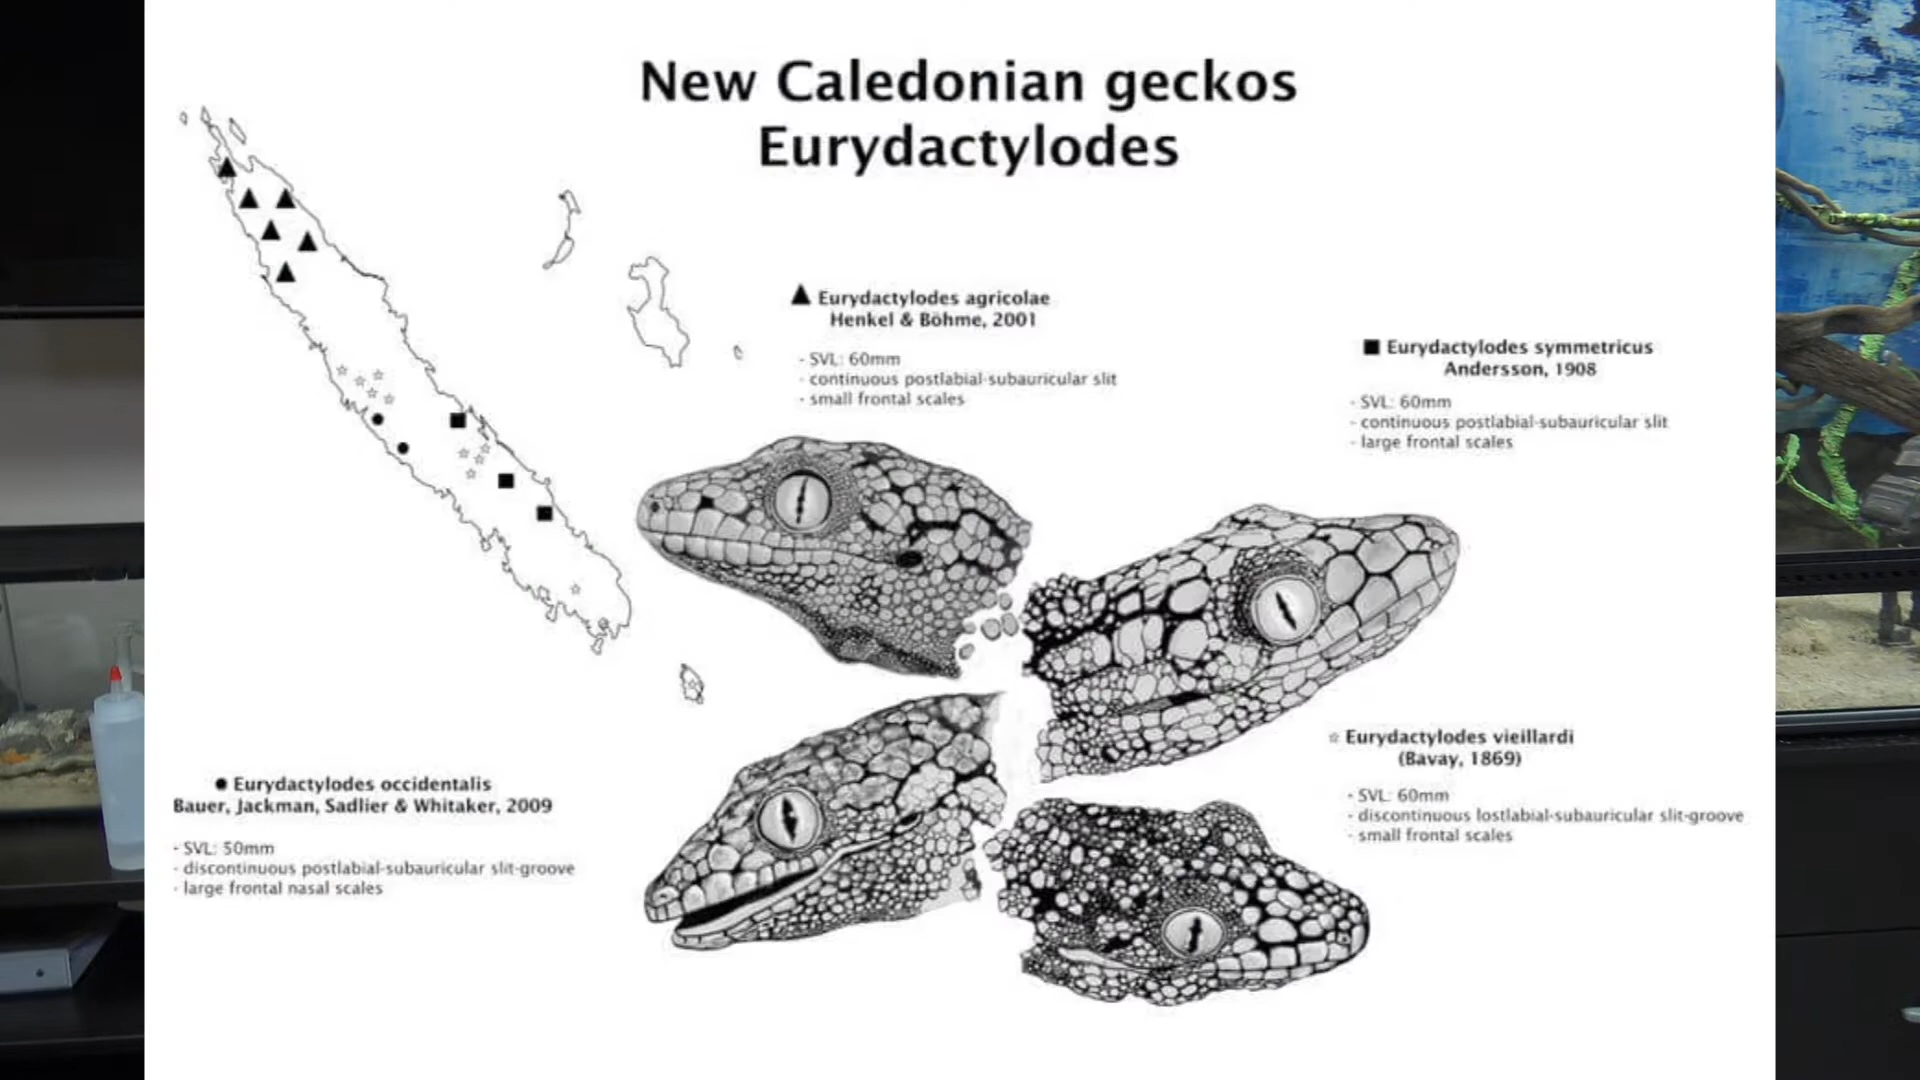 New Caledonian geckos
Eurydactylodes
Eurydactylodes agricolae
Henkel & Böhme, 2001
- SVL: 60mm
- continuous postlabial-subauricular slit
- small frontal scales
Eurydactylodes symmetricus
Andersson, 1908
- SVL: 60mm
- continuous postlabial-subauricular slit
- large frontal scales
Eurydactylodes occidentalis
Bauer, Jackman, Sadlier & Whitaker, 2009
- SVL: 50mm
- discontinuous postlabial-subauricular slit-groove
- large frontal nasal scales
Eurydactylodes vieillardi
(Bavay, 1869)
- SVL: 60mm
- discontinuous lostlabial-subauricular slit-groove
- small frontal scales